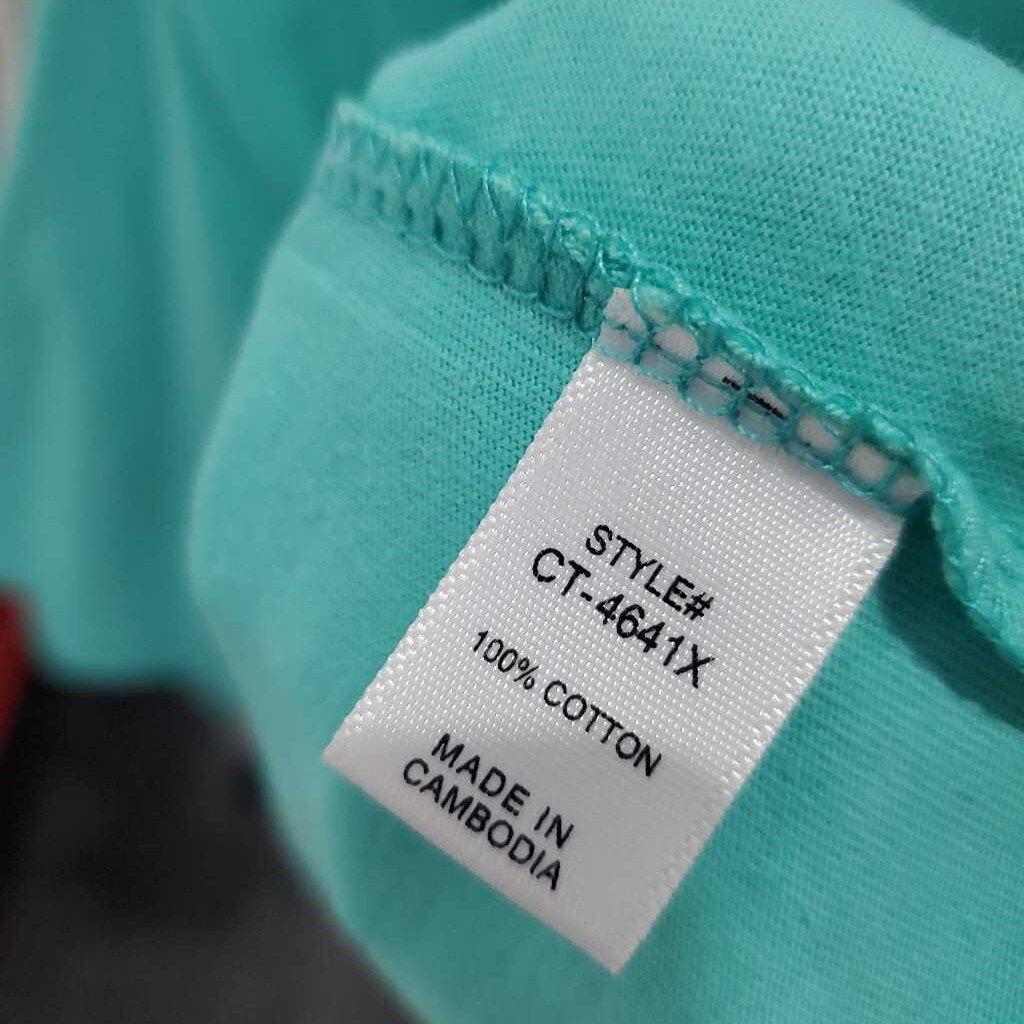 STYLE#
CT-4641X
100% COTTON
MADE IN
CAMBODIA